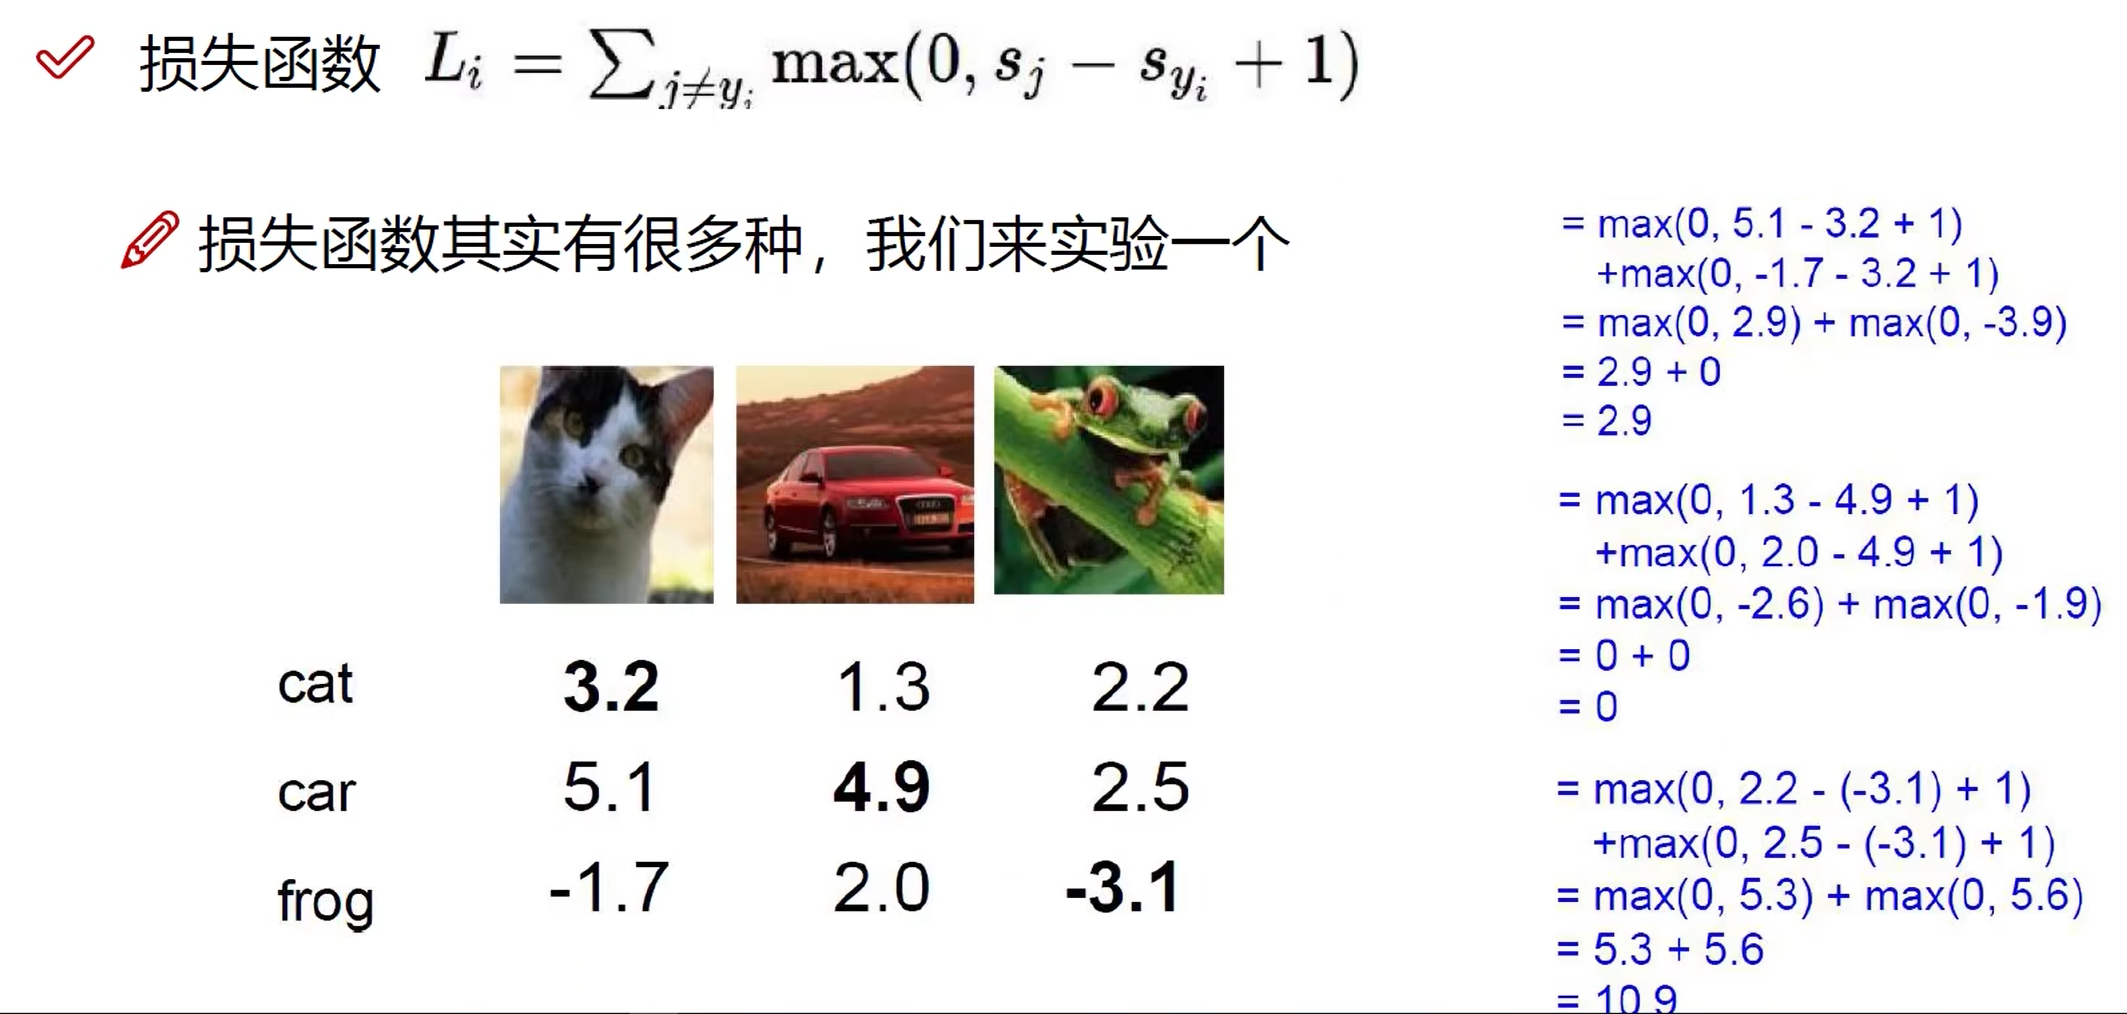 损失函数 L_i = ∑_{j≠y_i} max(0, s_j − s_{y_i} + 1)
损失函数其实有很多种，我们来实验一个
cat 3.2 1.3 2.2
car 5.1 4.9 2.5
frog -1.7 2.0 -3.1
= max(0, 5.1 - 3.2 + 1)
+max(0, -1.7 - 3.2 + 1)
= max(0, 2.9) + max(0, -3.9)
= 2.9 + 0
= 2.9
= max(0, 1.3 - 4.9 + 1)
+max(0, 2.0 - 4.9 + 1)
= max(0, -2.6) + max(0, -1.9)
= 0 + 0
= 0
= max(0, 2.2 - (-3.1) + 1)
+max(0, 2.5 - (-3.1) + 1)
= max(0, 5.3) + max(0, 5.6)
= 5.3 + 5.6
= 10.9